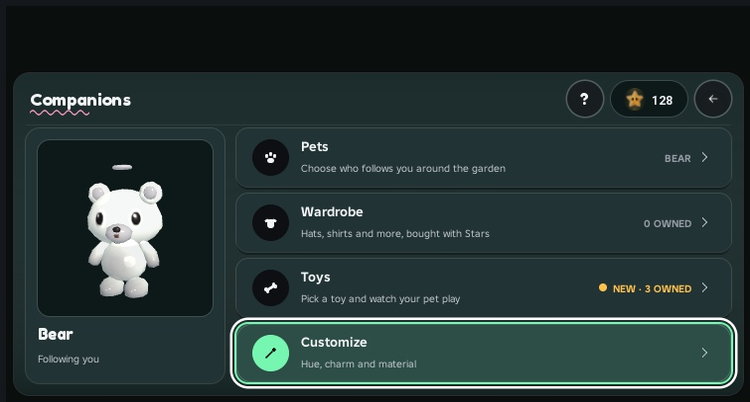 Companions
?
128
Bear
Following you
Pets
Choose who follows you around the garden
BEAR
Wardrobe
Hats, shirts and more, bought with Stars
0 OWNED
Toys
Pick a toy and watch your pet play
NEW · 3 OWNED
Customize
Hue, charm and material